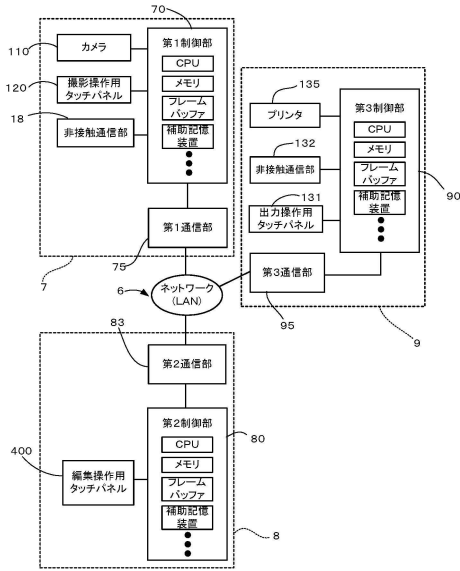 70
110
カメラ
第1制御部
CPU
メモリ
フレーム
バッファ
補助記憶
装置
120
撮影操作用
タッチパネル
18
非接触通信部
第1通信部
75
7
135
プリンタ
第3制御部
CPU
メモリ
フレーム
バッファ
補助記憶
装置
132
非接触通信部
90
131
出力操作用
タッチパネル
第3通信部
95
9
6
ネットワーク
(LAN)
83
第2通信部
第2制御部
80
CPU
メモリ
フレーム
バッファ
補助記憶
装置
400
編集操作用
タッチパネル
8